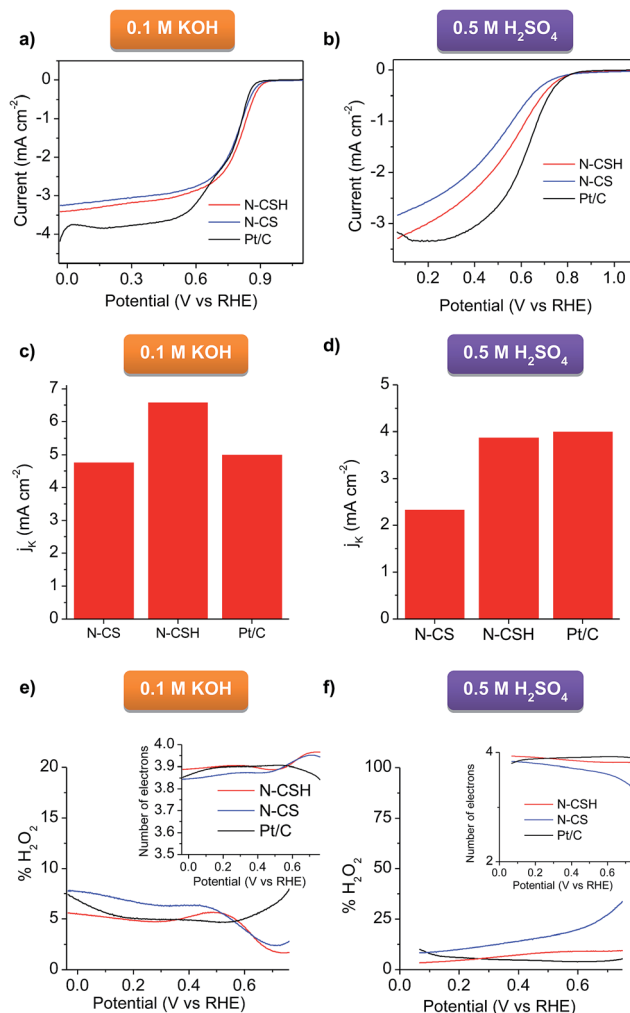 0.1 M KOH
0.5 M H₂SO₄
a)
b)
0
-1
-2
-3
-4
Current (mA cm⁻²)
N-CSH
N-CS
Pt/C
0.0
0.3
0.6
0.9
Potential (V vs RHE)
0
-1
-2
-3
Current (mA cm⁻²)
N-CSH
N-CS
Pt/C
0.2
0.4
0.6
0.8
1.0
Potential (V vs RHE)
c)
0.1 M KOH
d)
0.5 M H₂SO₄
7
6
5
4
3
2
1
0
jK (mA cm⁻²)
N-CS
N-CSH
Pt/C
5
4
3
2
1
0
jK (mA cm⁻²)
N-CS
N-CSH
Pt/C
e)
0.1 M KOH
f)
0.5 M H₂SO₄
20
15
10
5
0
% H₂O₂
4.0
3.9
3.8
3.7
3.6
3.5
Number of electrons
N-CSH
N-CS
Pt/C
0.0
0.2
0.4
0.6
Potential (V vs RHE)
0.0
0.2
0.4
0.6
Potential (V vs RHE)
100
75
50
25
0
% H₂O₂
4
2
Number of electrons
N-CSH
N-CS
Pt/C
0.0
0.2
0.4
0.6
Potential (V vs RHE)
0.0
0.2
0.4
0.6
Potential (V vs RHE)